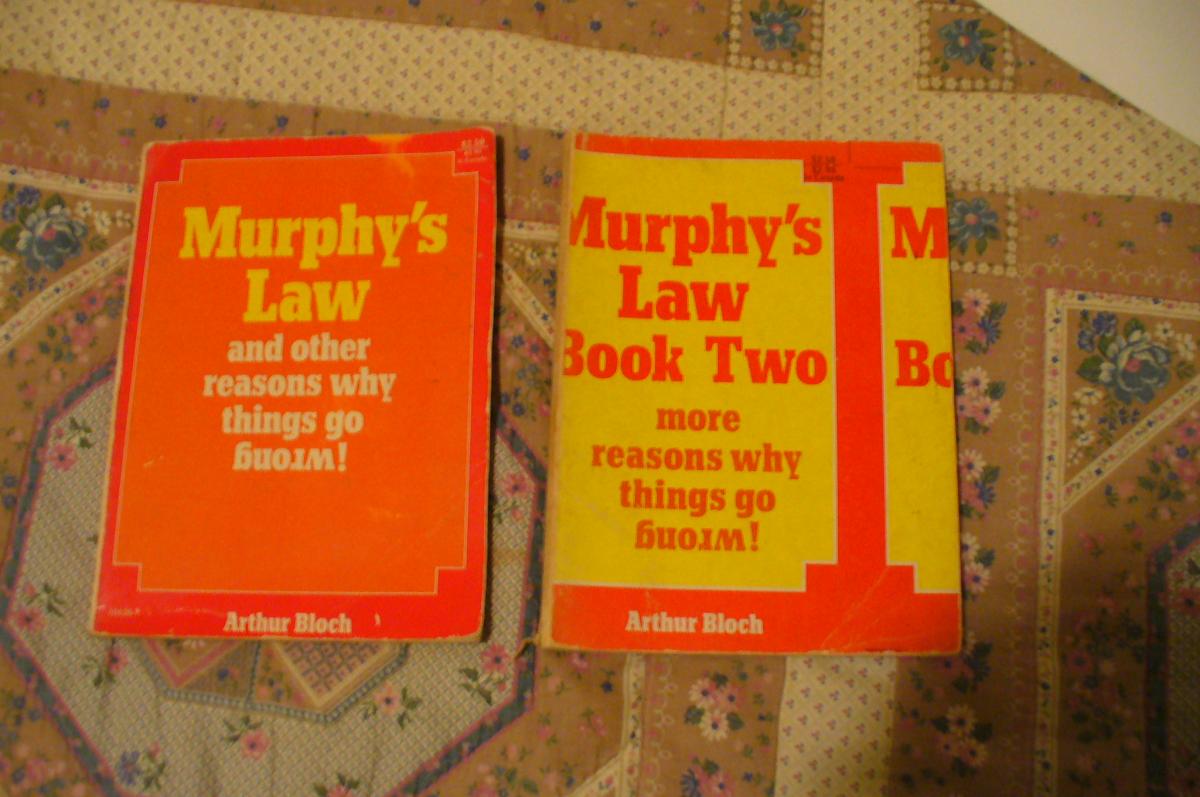 Murphy's
Law
and other
reasons why
things go
wrong!
Arthur Bloch
Murphy's
Law
Book Two
more
reasons why
things go
wrong!
Arthur Bloch
M
Bo